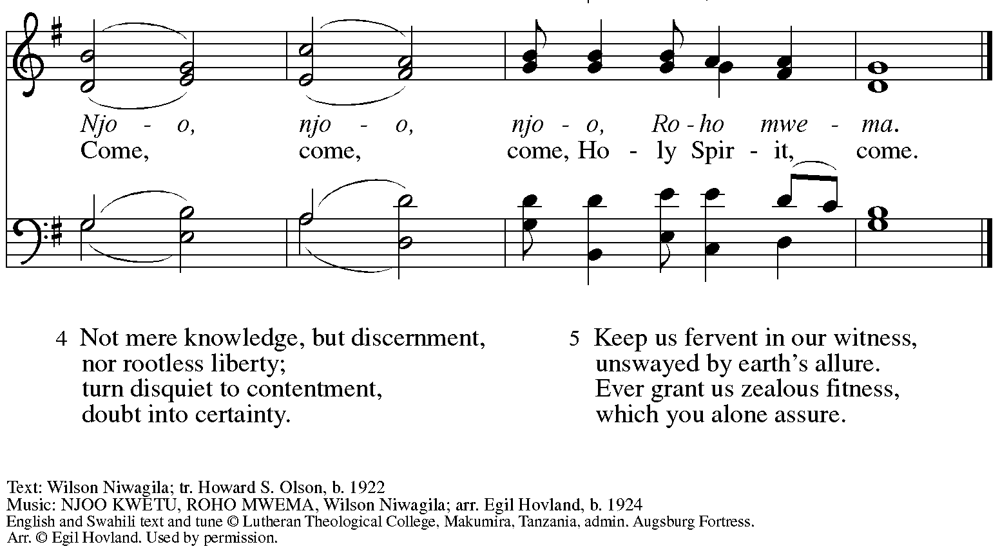 Njo - o, njo - o, njo - o, Ro - ho mwe - ma.
Come, come, come, Ho - ly Spir - it, come.
4 Not mere knowledge, but discernment,
nor rootless liberty;
turn disquiet to contentment,
doubt into certainty.
5 Keep us fervent in our witness,
unswayed by earth's allure.
Ever grant us zealous fitness,
which you alone assure.
Text: Wilson Niwagila; tr. Howard S. Olson, b. 1922
Music: NJOO KWETU, ROHO MWEMA, Wilson Niwagila; arr. Egil Hovland, b. 1924
English and Swahili text and tune © Lutheran Theological College, Makumira, Tanzania, admin. Augsburg Fortress.
Arr. © Egil Hovland. Used by permission.